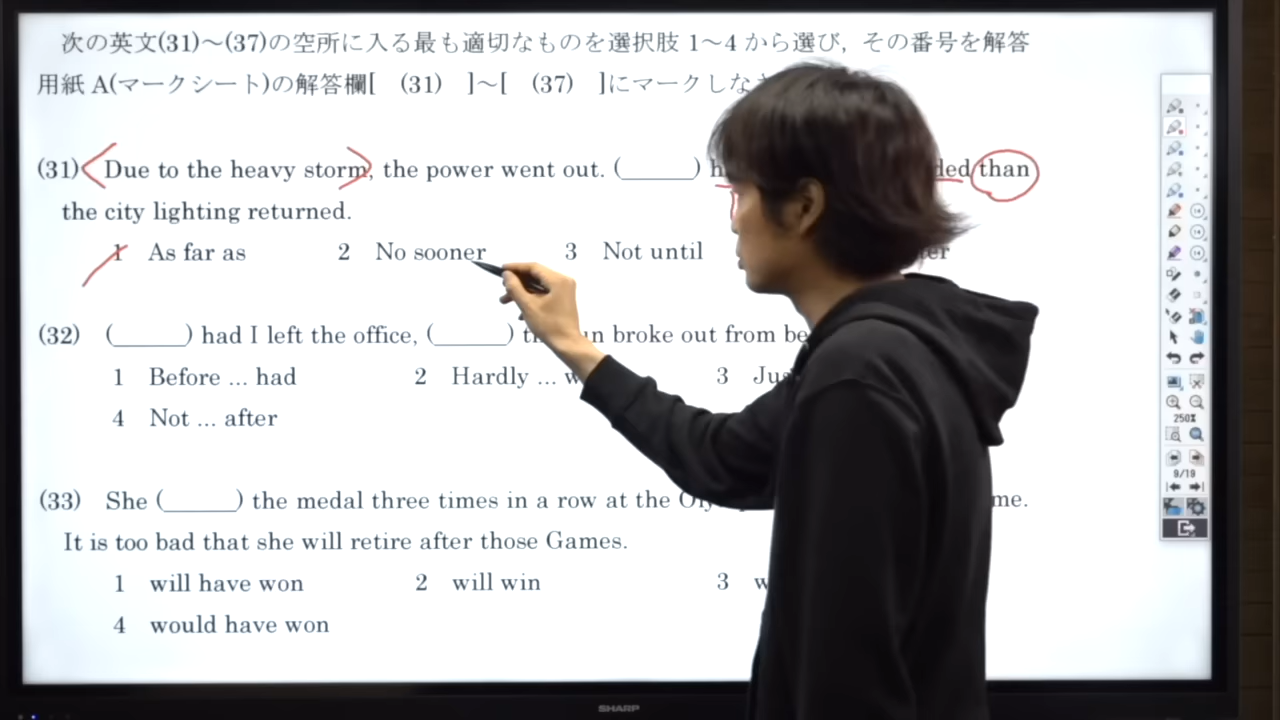 次の英文(31)〜(37)の空所に入る最も適切なものを選択肢 1〜4 から選び, その番号を解答
用紙 A(マークシート)の解答欄[ (31) ]〜[ (37) ]にマークしな
(31) Due to the heavy storm, the power went out. (______) than
the city lighting returned.
1 As far as 2 No sooner 3 Not until
(32) (______) had I left the office, (______) broke out from
1 Before ... had 2 Hardly ... 3
4 Not ... after
(33) She (______) the medal three times in a row at the
It is too bad that she will retire after those Games.
1 will have won 2 will win 3
4 would have won
250%
9/19
SHARP